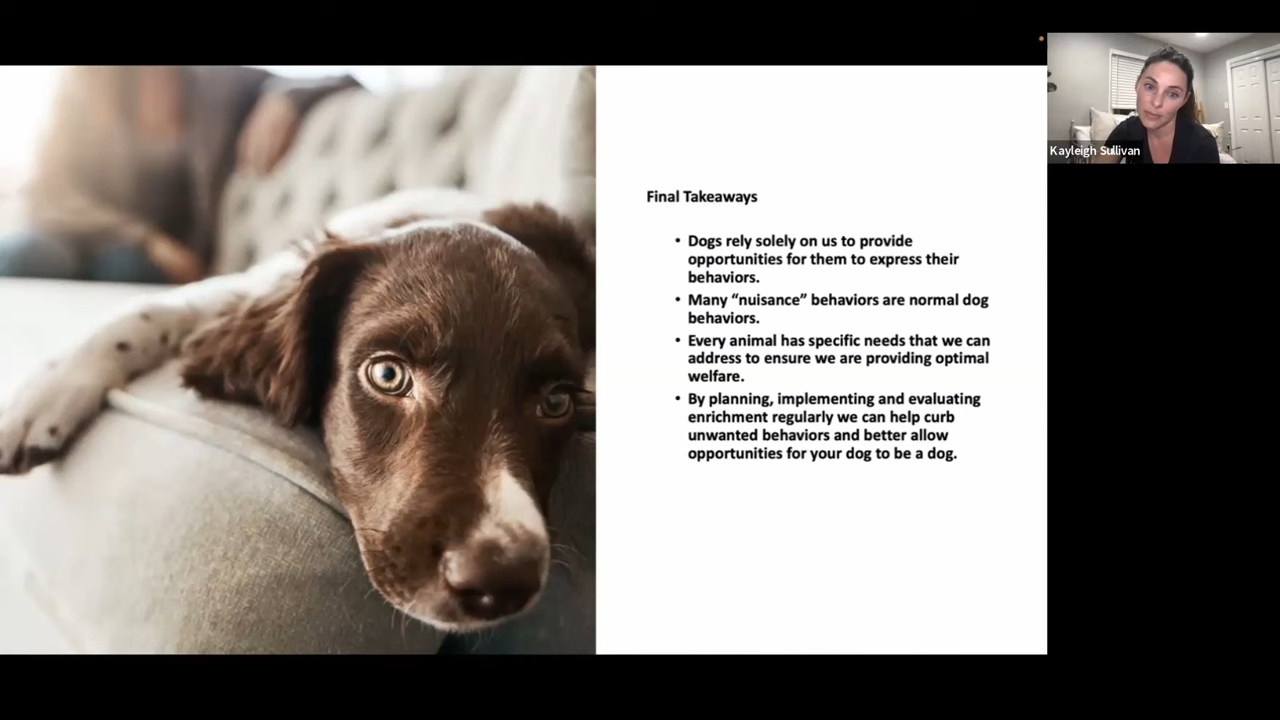 Kayleigh Sullivan
Final Takeaways
• Dogs rely solely on us to provide
opportunities for them to express their
behaviors.
• Many “nuisance” behaviors are normal dog
behaviors.
• Every animal has specific needs that we can
address to ensure we are providing optimal
welfare.
• By planning, implementing and evaluating
enrichment regularly we can help curb
unwanted behaviors and better allow
opportunities for your dog to be a dog.